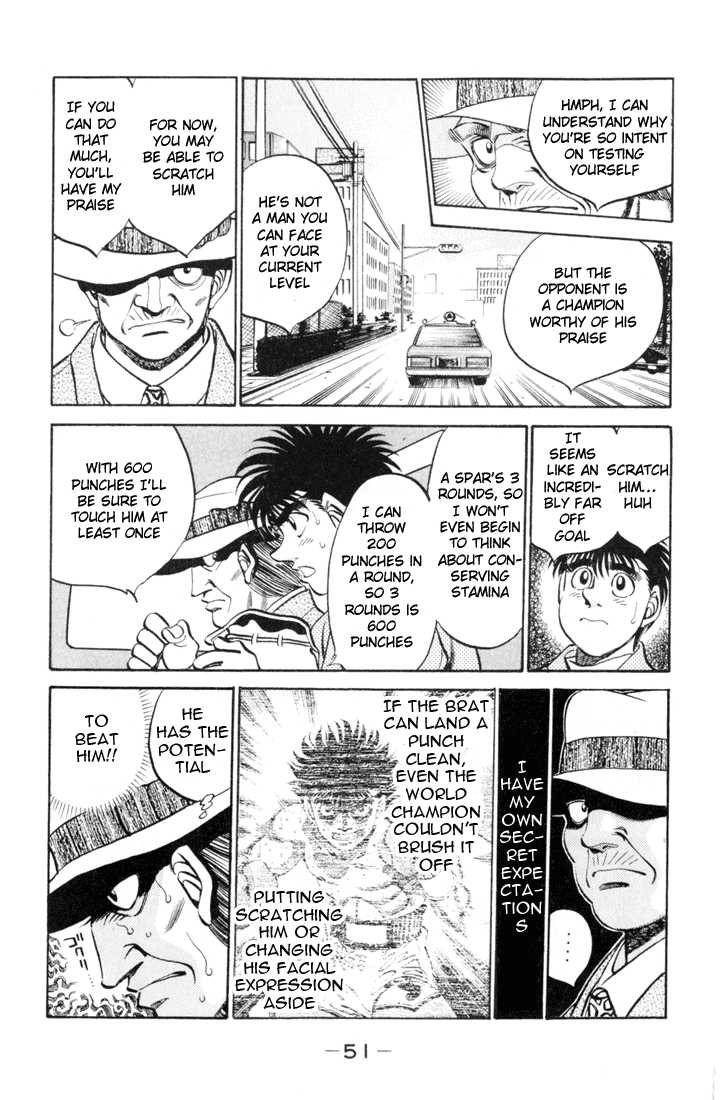 HMPH, I CAN
UNDERSTAND WHY
YOU'RE SO INTENT
ON TESTING
YOURSELF
BUT THE
OPPONENT IS
A CHAMPION
WORTHY OF HIS
PRAISE
HE'S NOT
A MAN YOU
CAN FACE
AT YOUR
CURRENT
LEVEL
FOR NOW,
YOU MAY
BE ABLE TO
SCRATCH
HIM
IF YOU
CAN DO
THAT
MUCH,
YOU'LL
HAVE MY
PRAISE
SCRATCH
HIM...
HUH
IT
SEEMS
LIKE AN
INCREDI-
BLY FAR
OFF
GOAL
A SPAR'S 3
ROUNDS, SO
I WON'T
EVEN BEGIN
TO THINK
ABOUT CON-
SERVING
STAMINA
I CAN
THROW
200
PUNCHES IN
A ROUND,
SO 3
ROUNDS IS
600
PUNCHES
WITH 600
PUNCHES I'LL
BE SURE TO
TOUCH HIM AT
LEAST ONCE
...
I
HAVE
MY
OWN
SEC-
RET
EXPE
CTA-
TION
S
IF THE BRAT
CAN LAND A
PUNCH
CLEAN,
EVEN THE
WORLD
CHAMPION
COULDN'T
BRUSH IT
OFF
PUTTING
SCRATCHING
HIM OR
CHANGING
HIS FACIAL
EXPRESSION
ASIDE
HE
HAS THE
POTEN-
TIAL
TO
BEAT
HIM!!
—51—